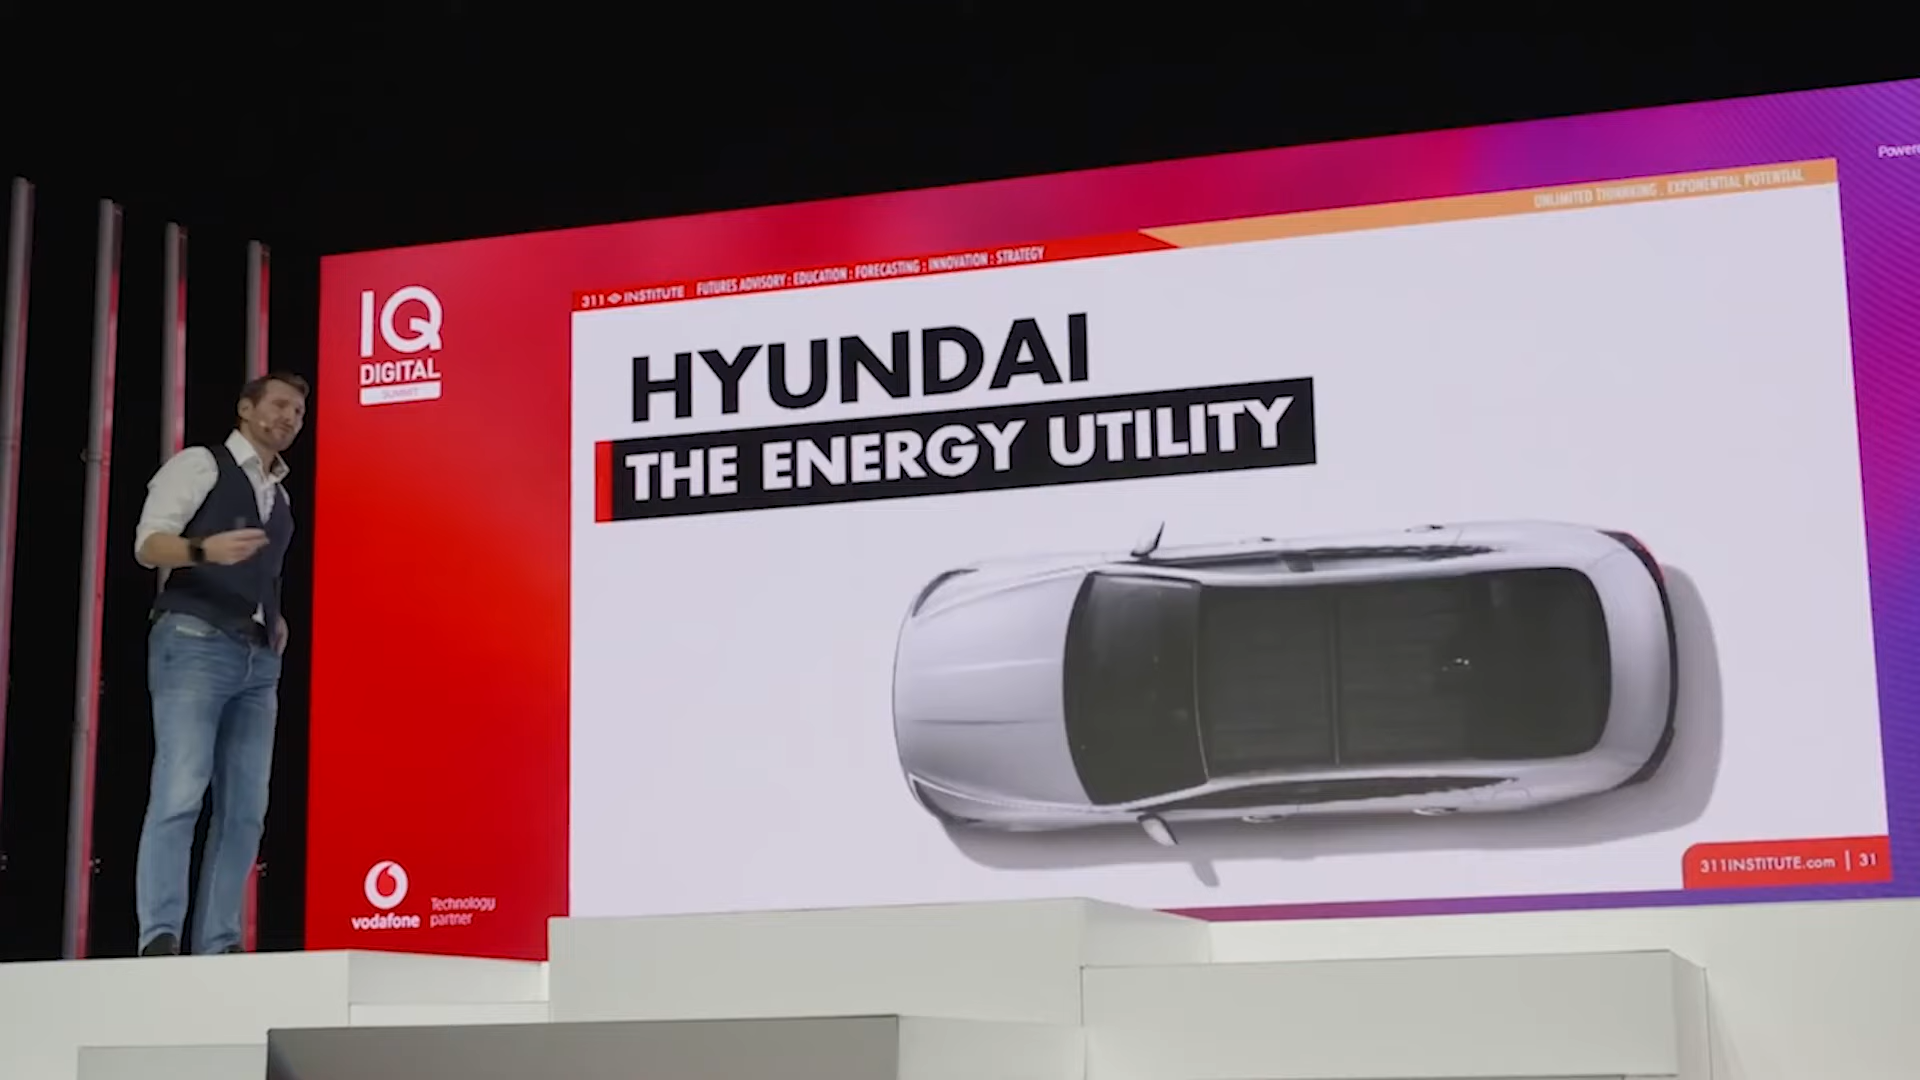 Powere
UNLIMITED THINKING . EXPONENTIAL POTENTIAL
311 INSTITUTE FUTURES ADVISORY : EDUCATION : FORECASTING : INNOVATION : STRATEGY
IQ
DIGITAL
SUMMIT
HYUNDAI
THE ENERGY UTILITY
311INSTITUTE.com | 31
vodafone
Technology
partner